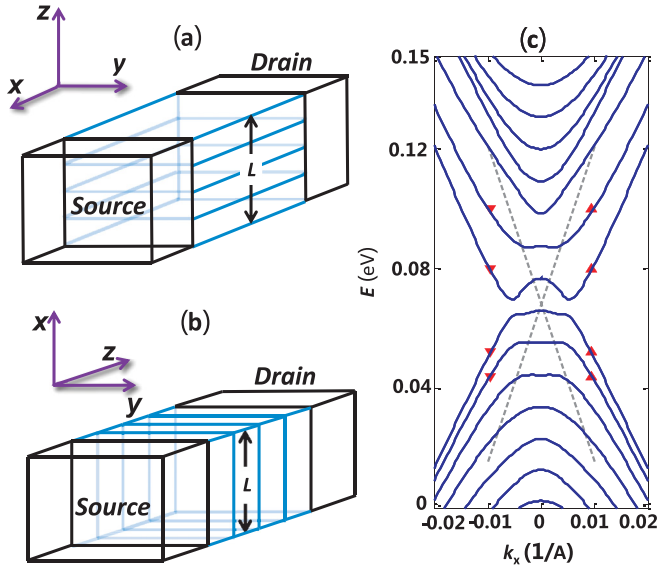 z
y
x
(a)
Drain
Source
L
x
z
y
(b)
Drain
Source
L
(c)
0.15
0.12
0.08
0.04
0
E (eV)
-0.02 -0.01 0 0.01 0.02
kx (1/A)